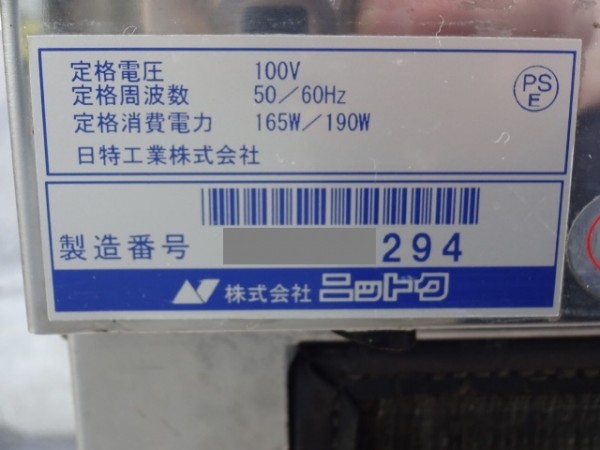 定格電圧 100V
定格周波数 50／60Hz
定格消費電力 165W／190W
日特工業株式会社
PS
E
製造番号 294
株式会社 ニットク